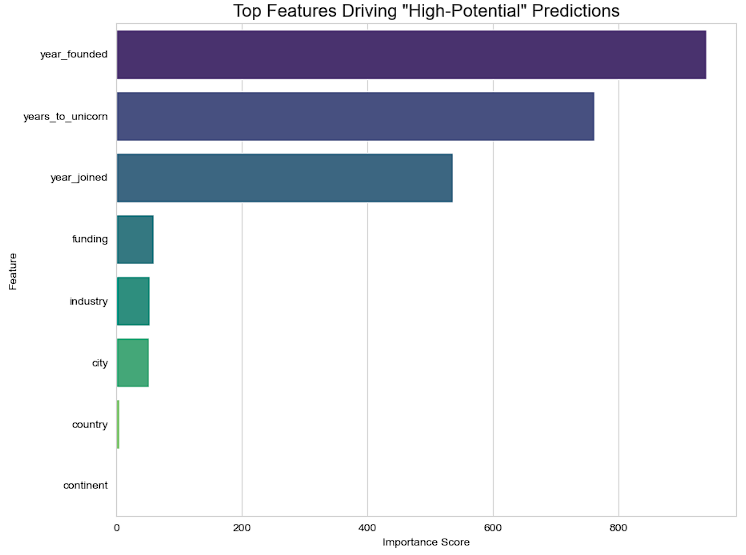 Top Features Driving "High-Potential" Predictions
year_founded
years_to_unicorn
year_joined
funding
industry
city
country
continent
Feature
0 200 400 600 800
Importance Score